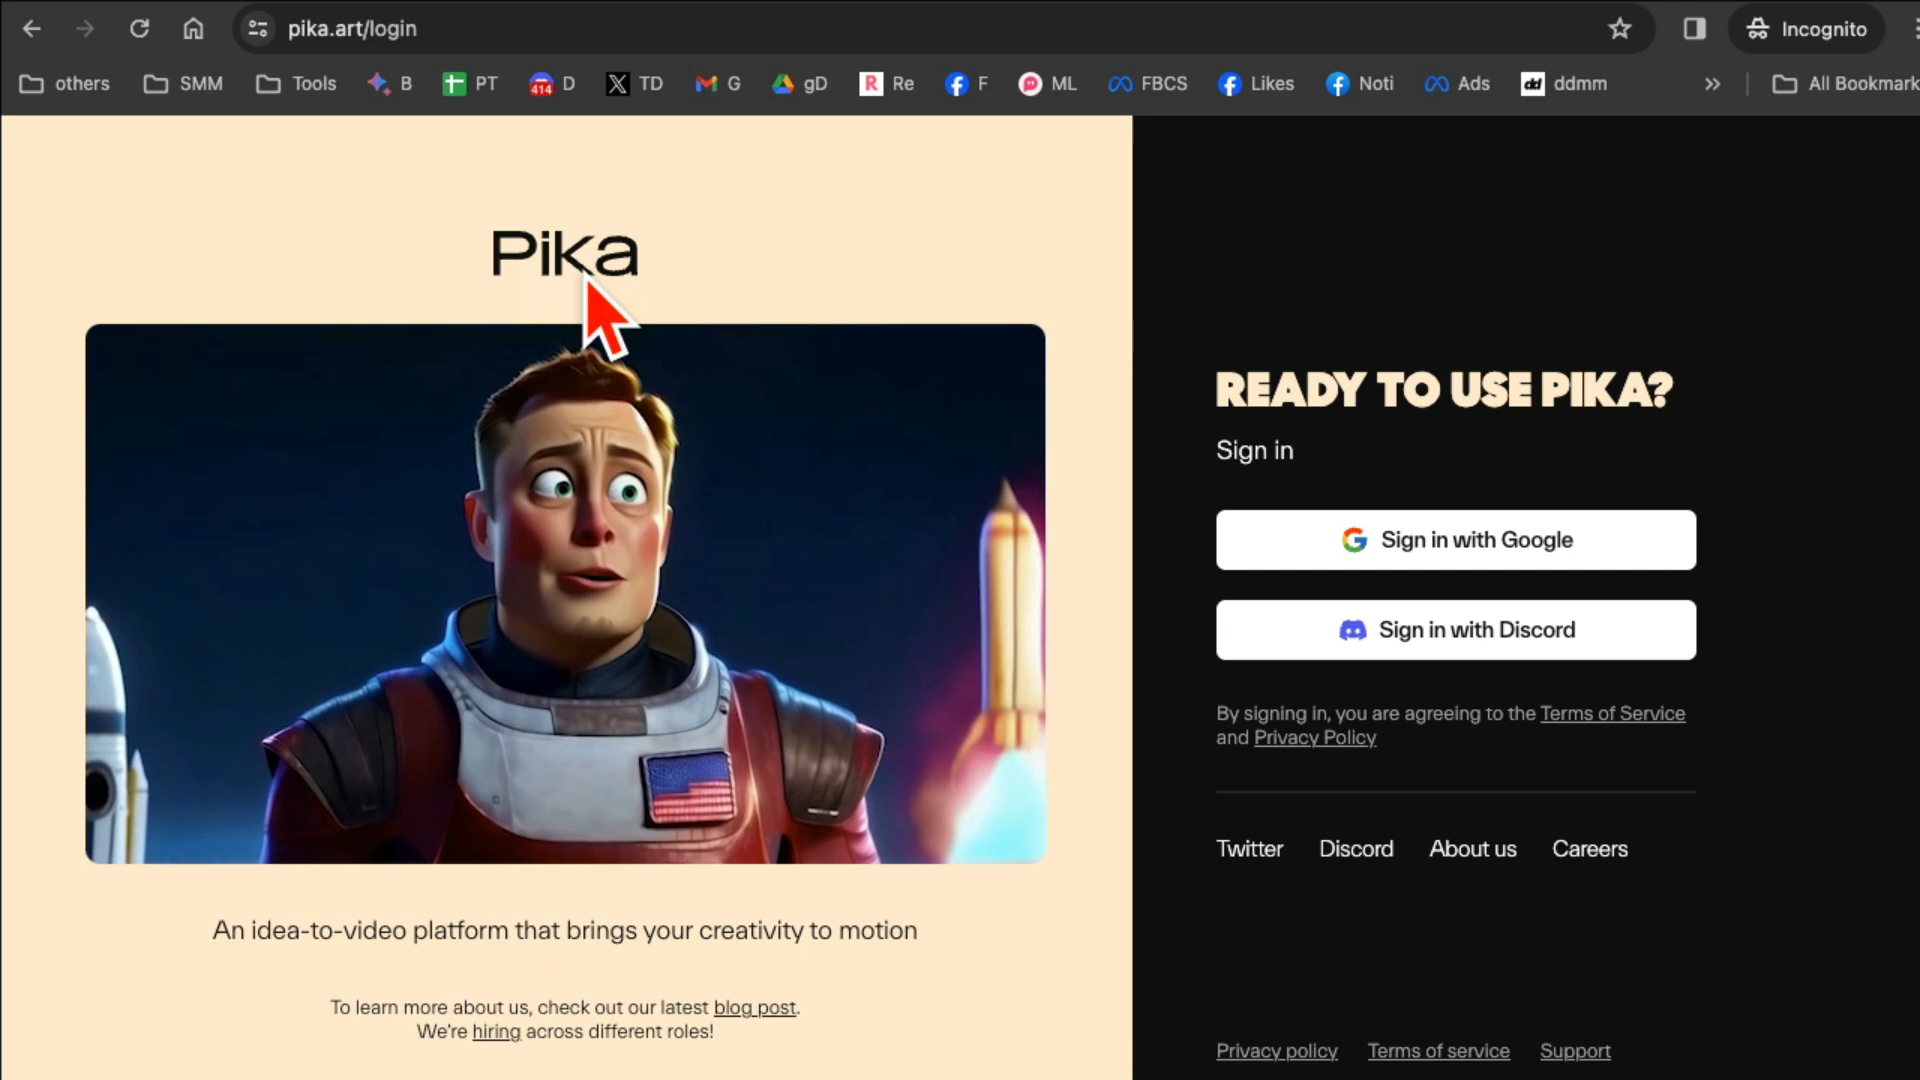 pika.art/login
Incognito
others SMM Tools B PT 414 D TD G gD R Re F ML FBCS Likes Noti Ads dd ddmm » All Bookmark
Pika
An idea-to-video platform that brings your creativity to motion
To learn more about us, check out our latest blog post.
We're hiring across different roles!
READY TO USE PIKA?
Sign in
Sign in with Google
Sign in with Discord
By signing in, you are agreeing to the Terms of Service
and Privacy Policy
Twitter Discord About us Careers
Privacy policy Terms of service Support